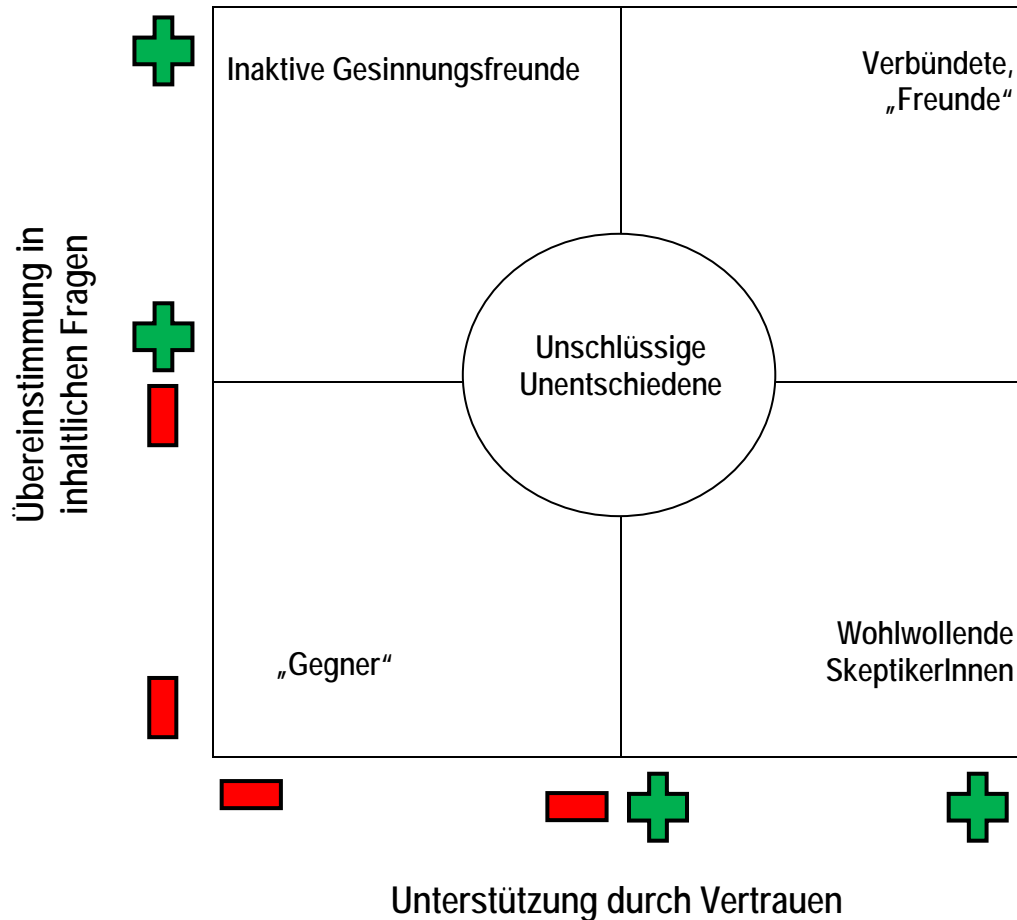 Inaktive Gesinnungsfreunde
Verbündete,
„Freunde“
Übereinstimmung in
inhaltlichen Fragen
Unschlüssige
Unentschiedene
„Gegner“
Wohlwollende
SkeptikerInnen
Unterstützung durch Vertrauen